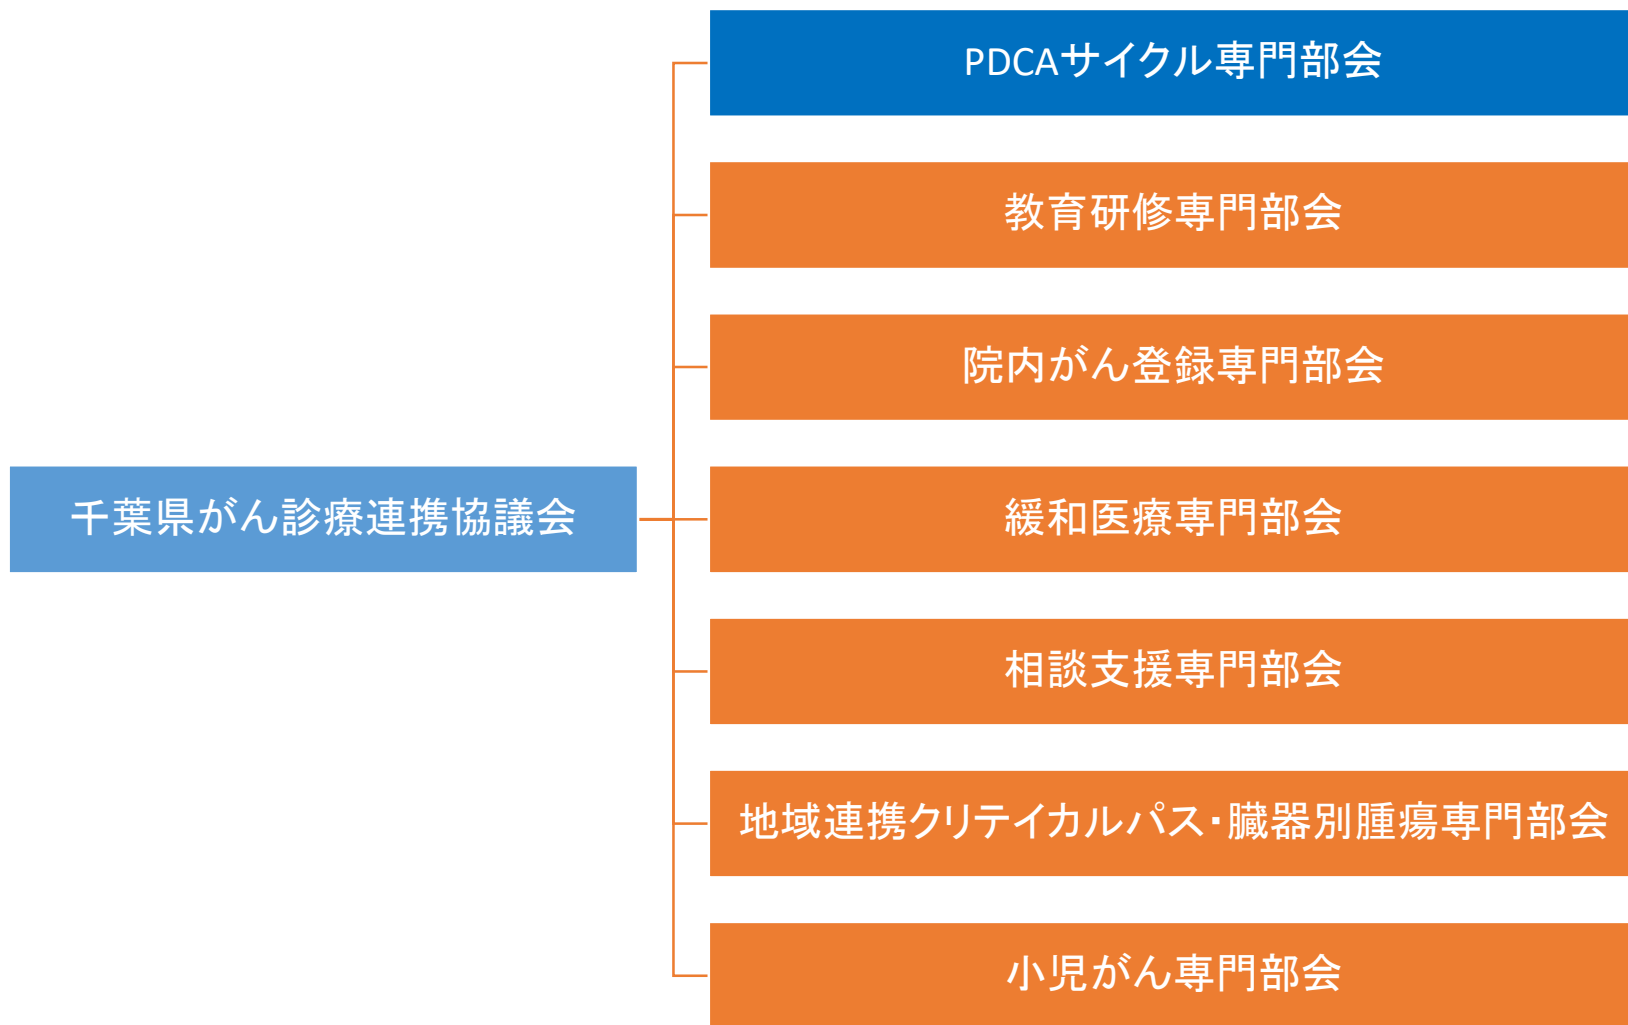 PDCAサイクル専門部会
教育研修専門部会
院内がん登録専門部会
千葉県がん診療連携協議会
緩和医療専門部会
相談支援専門部会
地域連携クリテイカルパス・臓器別腫瘍専門部会
小児がん専門部会